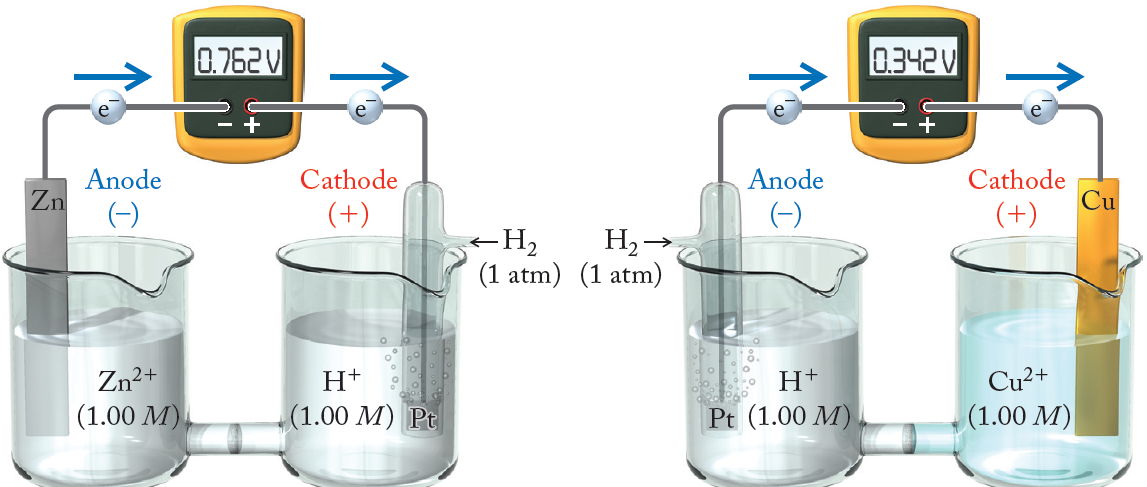 0.762 V
e⁻
e⁻
− +
Anode
(−)
Cathode
(+)
Zn
H₂
(1 atm)
Zn²⁺
(1.00 M)
H⁺
(1.00 M)
Pt
0.342 V
e⁻
e⁻
− +
Anode
(−)
Cathode
(+)
Cu
H₂
(1 atm)
H⁺
(1.00 M)
Pt
Cu²⁺
(1.00 M)